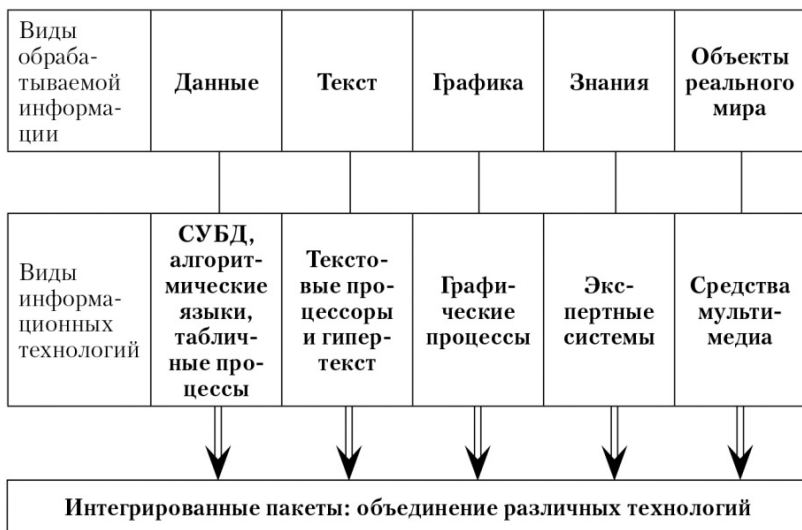 Виды
обраба-
тываемой
информа-
ции
Данные
Текст
Графика
Знания
Объекты
реального
мира
Виды
информа-
ционных
технологий
СУБД,
алгорит-
мические
языки,
таблич-
ные про-
цессы
Тексто-
вые про-
цессоры
и гипер-
текст
Графи-
ческие
процессы
Экс-
пертные
системы
Средства
мульти-
медиа
Интегрированные пакеты: объединение различных технологий